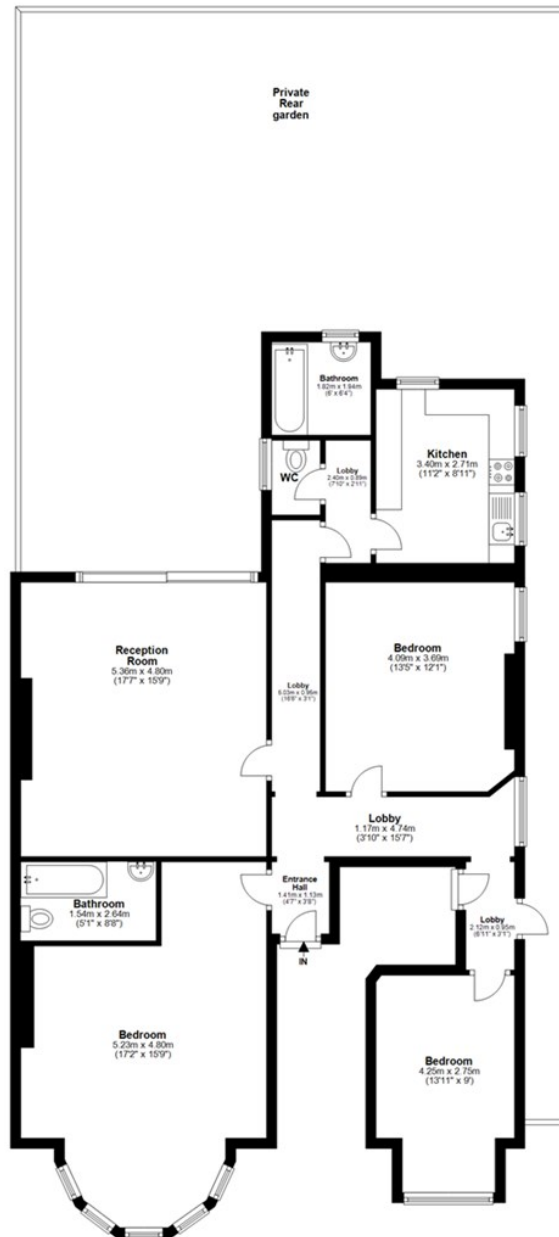 Private
Rear
garden
Bathroom
1.92m x 1.94m
(6' x 6'4")
WC
Lobby
2.40m x 0.89m
(7'10" x 2'11")
Kitchen
3.40m x 2.71m
(11'2" x 8'11")
Reception
Room
5.36m x 4.80m
(17'7" x 15'9")
Lobby
5.03m x 0.95m
(16'6" x 3'1")
Bedroom
4.09m x 3.69m
(13'5" x 12'1")
Lobby
1.17m x 4.74m
(3'10" x 15'7")
Bathroom
1.54m x 2.64m
(5'1" x 8'8")
Entrance
Hall
1.41m x 1.13m
(4'7" x 3'8")
IN
Lobby
2.12m x 0.95m
(6'11" x 3'1")
Bedroom
5.23m x 4.80m
(17'2" x 15'9")
Bedroom
4.25m x 2.75m
(13'11" x 9')